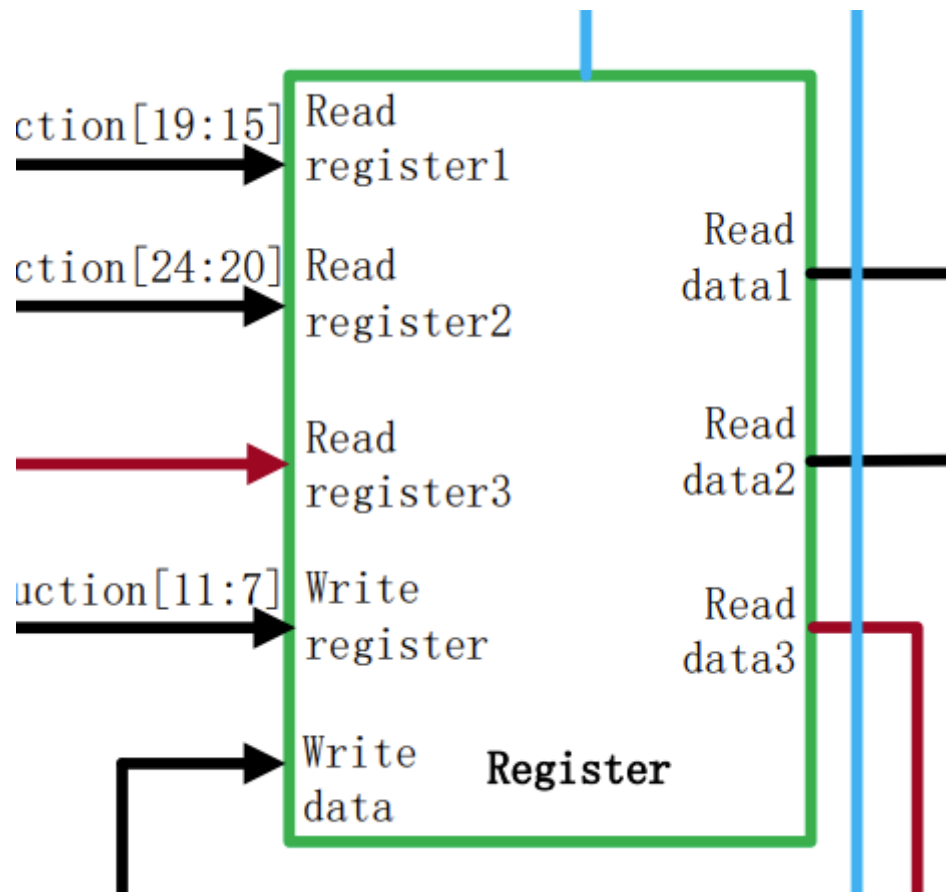 ction[19:15]
Read
register1
ction[24:20]
Read
register2
Read
register3
uction[11:7]
Write
register
Write
data
Read
data1
Read
data2
Read
data3
Register